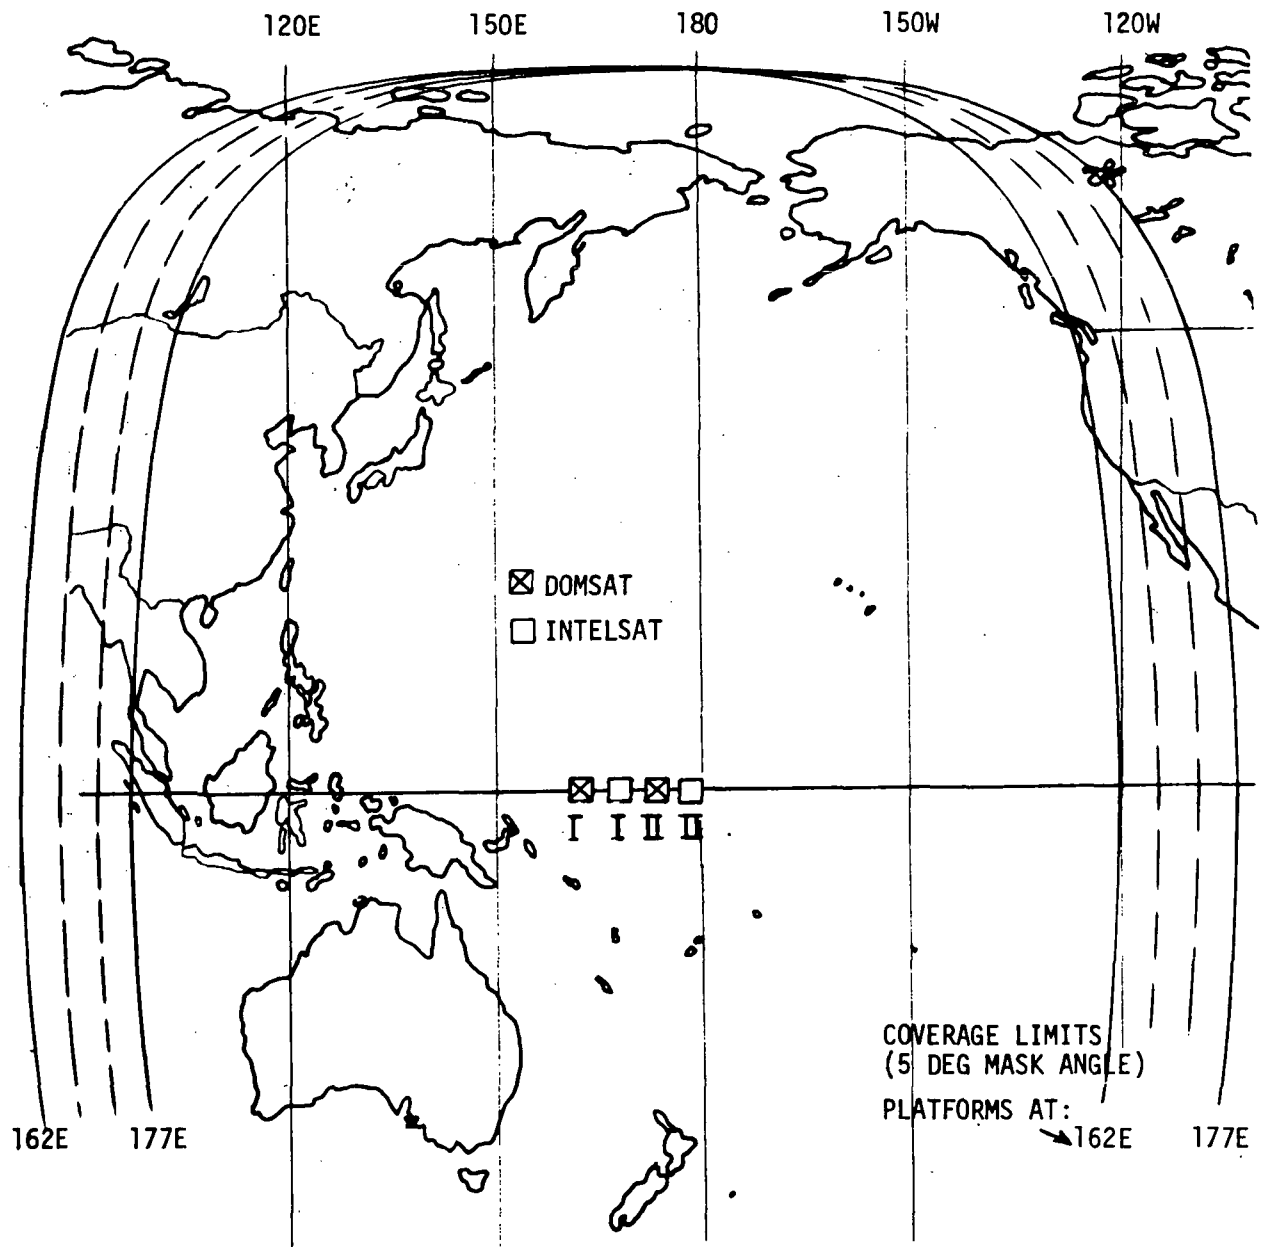 120E 150E 180 150W 120W
DOMSAT
INTELSAT
I I II II
COVERAGE LIMITS
(5 DEG MASK ANGLE)
PLATFORMS AT:
162E 177E 162E 177E